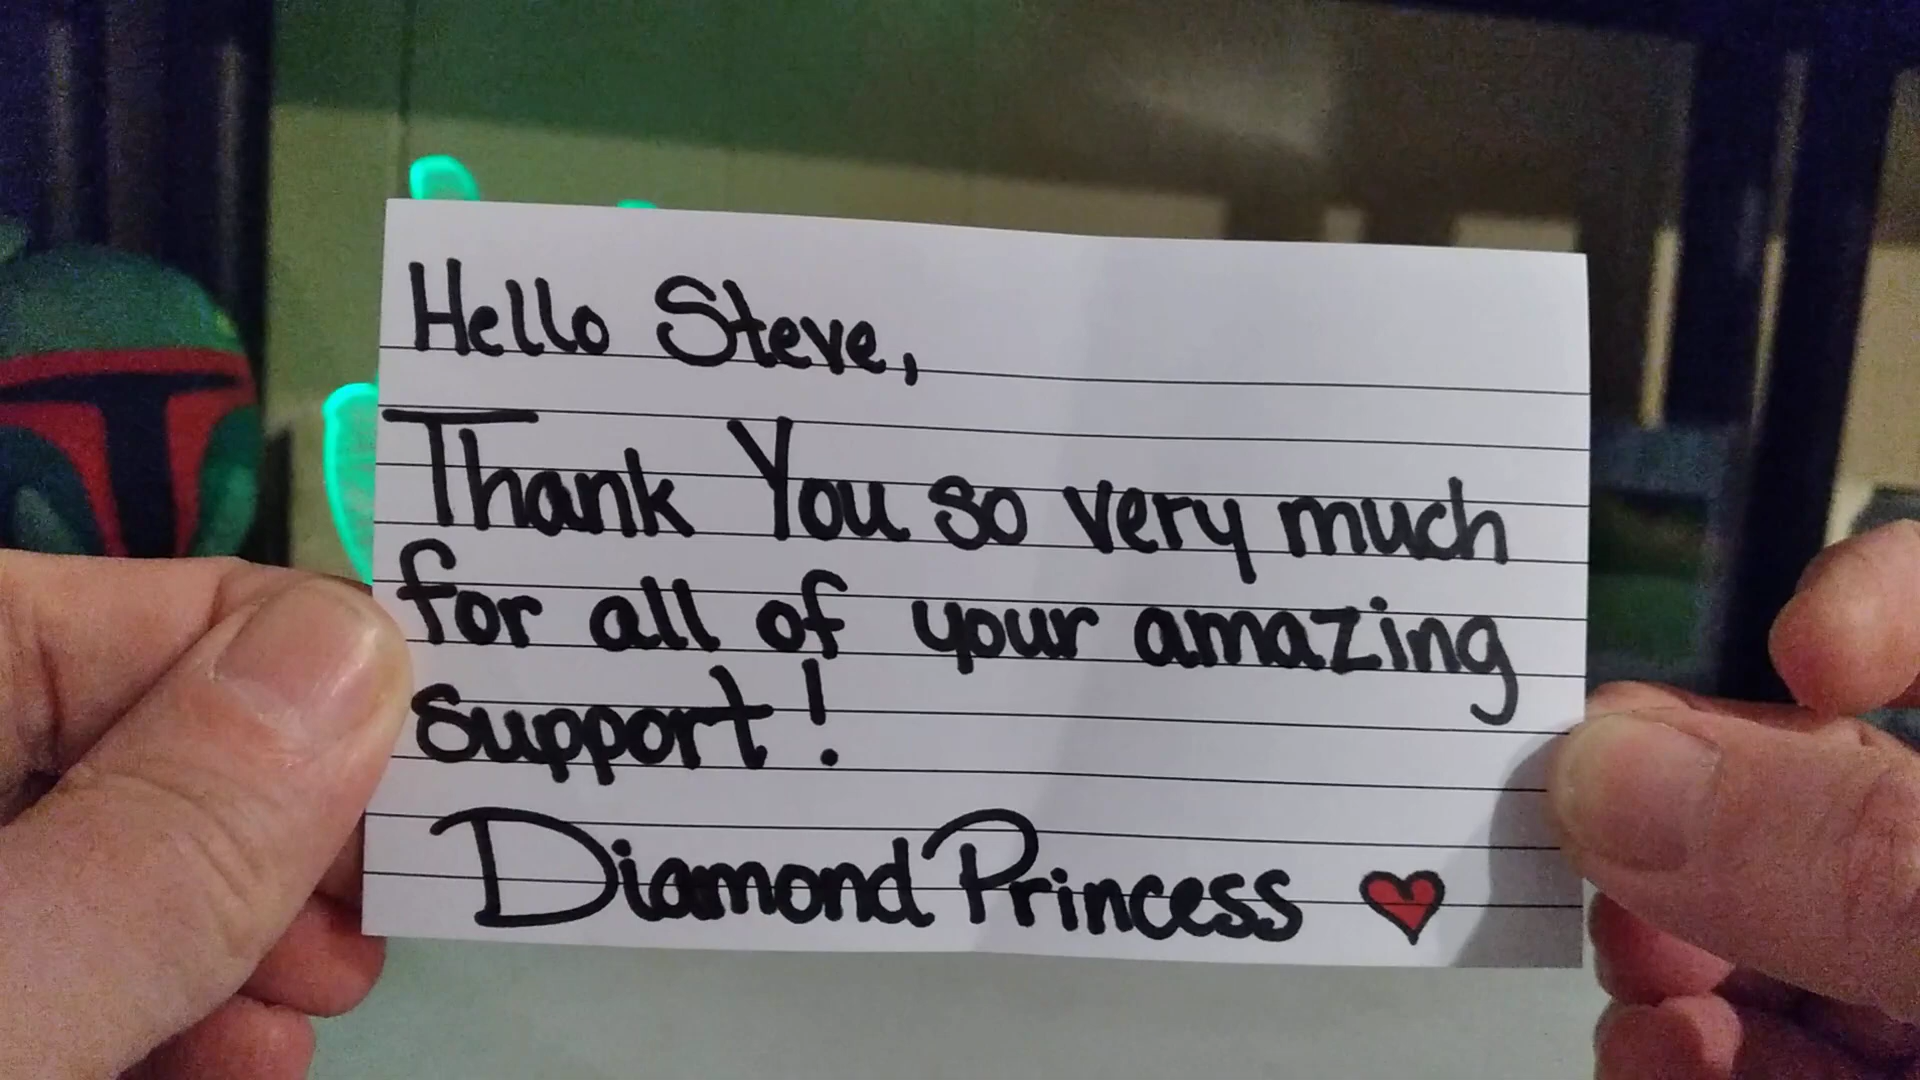 Hello Steve,
Thank You so very much
for all of your amazing
support!
Diamond Princess